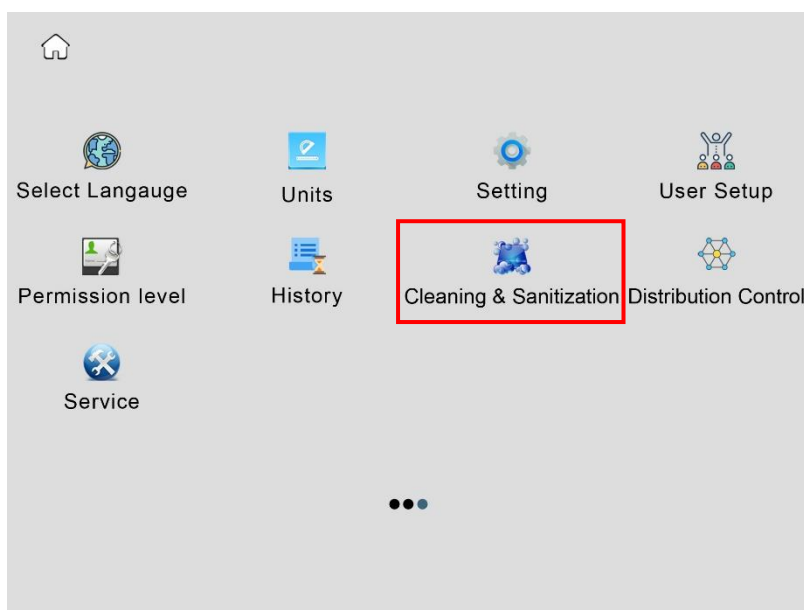 Select Langauge
Units
Setting
User Setup
Permission level
History
Cleaning & Sanitization
Distribution Control
Service